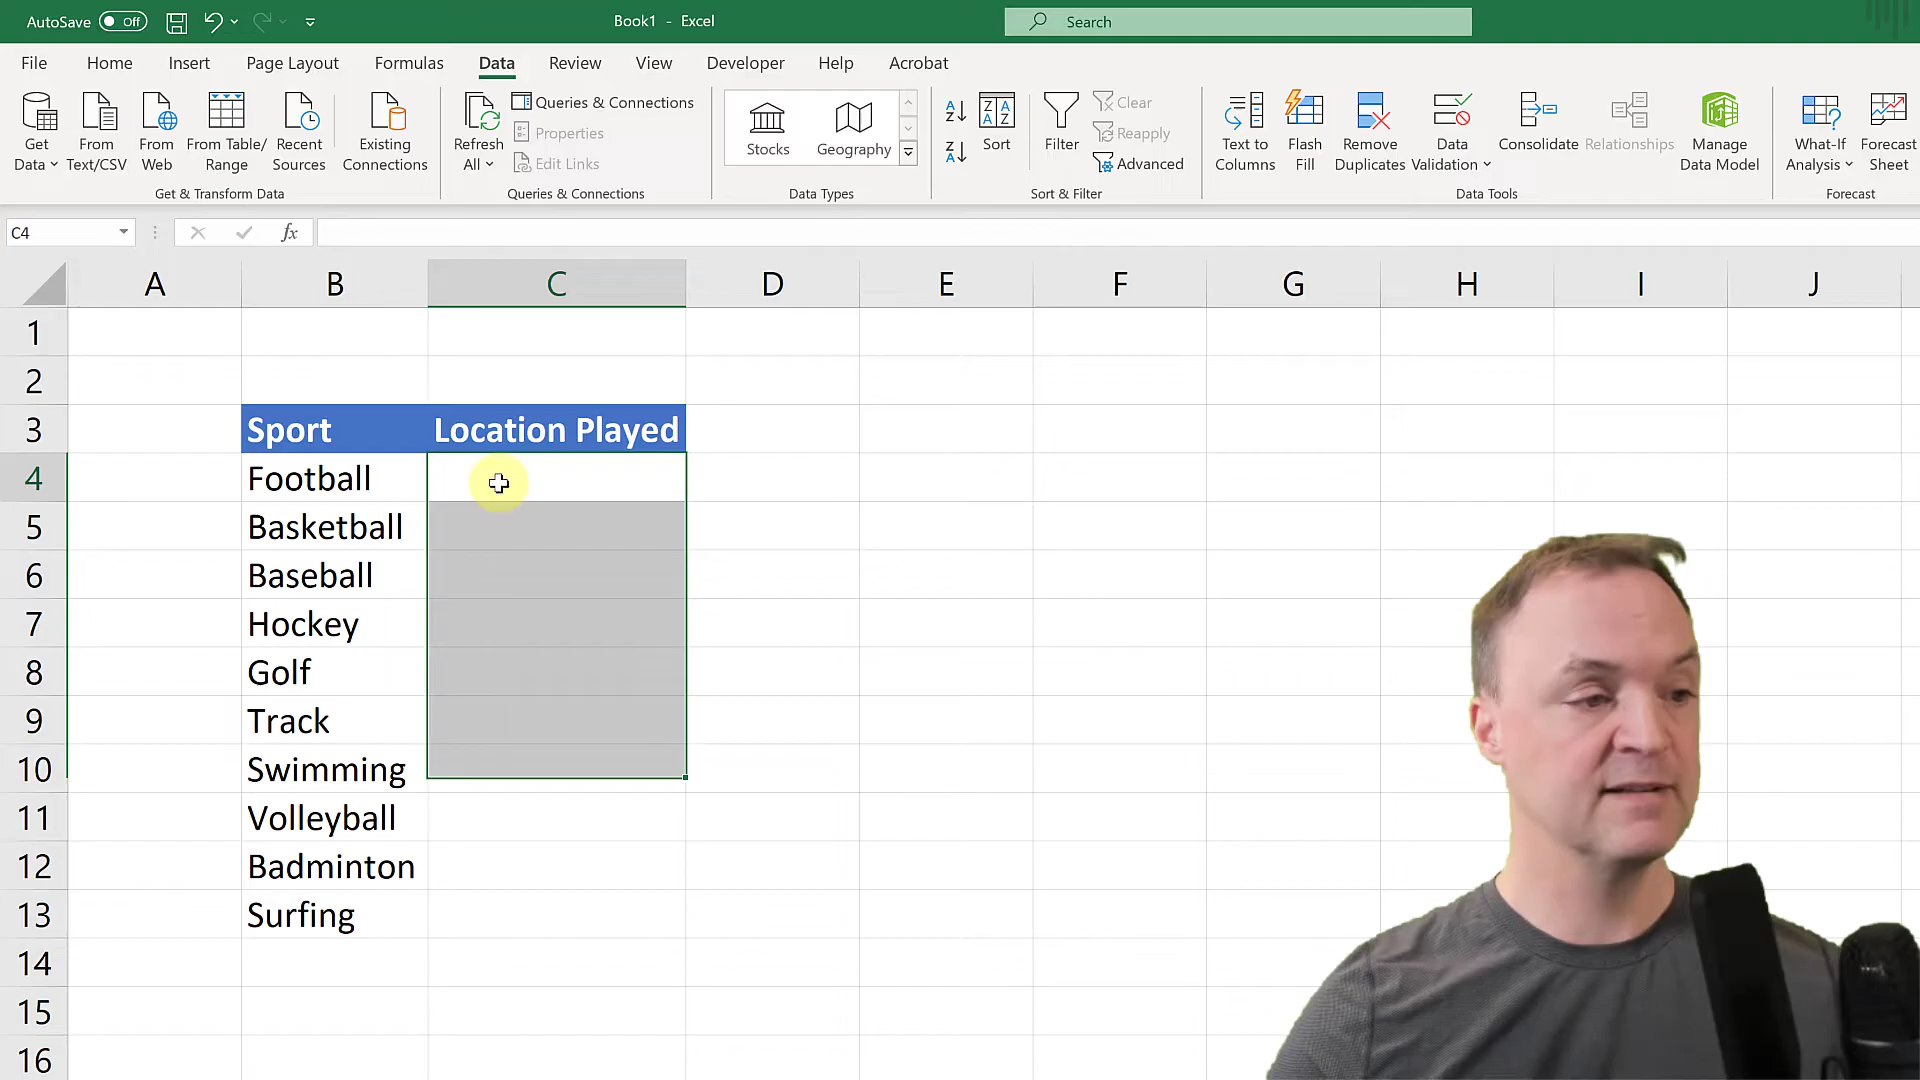 AutoSave Off Book1 - Excel Search
File Home Insert Page Layout Formulas Data Review View Developer Help Acrobat
Get Data
From Text/CSV
From Web
From Table/ Range
Recent Sources
Existing Connections
Get & Transform Data
Refresh All
Queries & Connections
Properties
Edit Links
Queries & Connections
Stocks
Geography
Data Types
Sort
Filter
Clear
Reapply
Advanced
Sort & Filter
Text to Columns
Flash Fill
Remove Duplicates
Data Validation
Consolidate
Relationships
Manage Data Model
Data Tools
What-If Analysis
Forecast Sheet
Forecast
C4 fx
A B C D E F G H I J
1
2
3 Sport Location Played
4 Football
5 Basketball
6 Baseball
7 Hockey
8 Golf
9 Track
10 Swimming
11 Volleyball
12 Badminton
13 Surfing
14
15
16